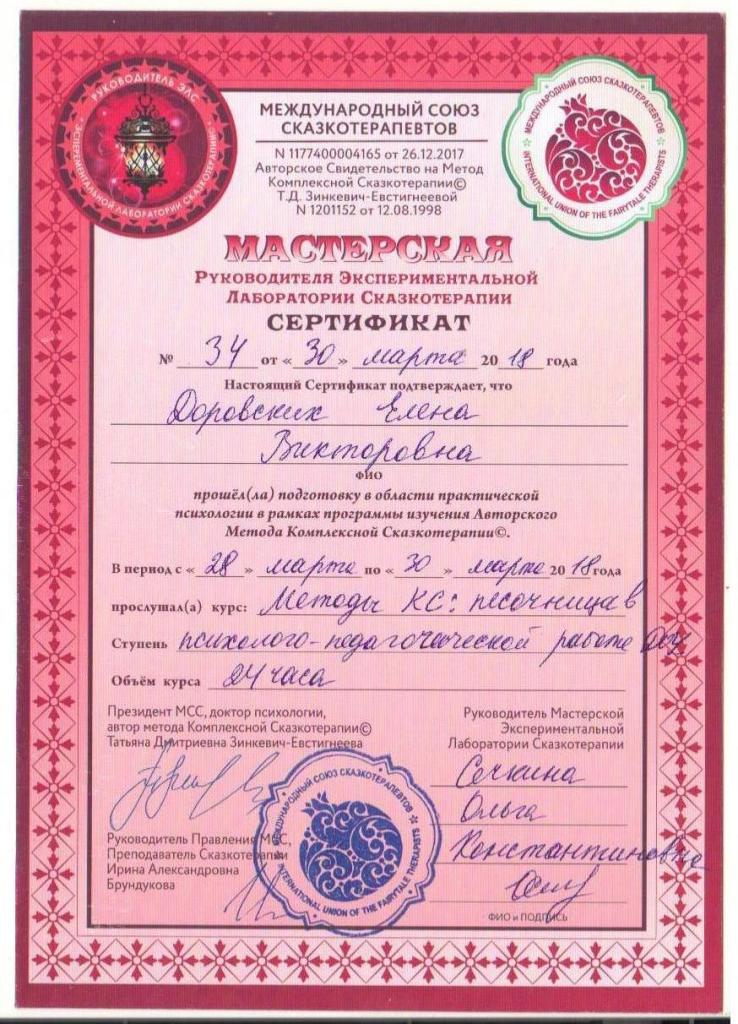 РУКОВОДИТЕЛЬ ЭЛС
ЭКСПЕРИМЕНТАЛЬНОЙ ЛАБОРАТОРИИ СКАЗКОТЕРАПИИ
МЕЖДУНАРОДНЫЙ СОЮЗ
СКАЗКОТЕРАПЕВТОВ
МЕЖДУНАРОДНЫЙ СОЮЗ СКАЗКОТЕРАПЕВТОВ
INTERNATIONAL UNION OF THE FAIRYTALE THERAPISTS
N 1177400004165 от 26.12.2017
Авторское Свидетельство на Метод
Комплексной Сказкотерапии©
Т.Д. Зинкевич-Евстигнеевой
N 1201152 от 12.08.1998
МАСТЕРСКАЯ
РУКОВОДИТЕЛЯ ЭКСПЕРИМЕНТАЛЬНОЙ
ЛАБОРАТОРИИ СКАЗКОТЕРАПИИ
СЕРТИФИКАТ
№ 34 от «30» марта 2018 года
Настоящий Сертификат подтверждает, что
Доровских Елена
Викторовна
ФИО
прошёл(ла) подготовку в области практической
психологии в рамках программы изучения Авторского
Метода Комплексной Сказкотерапии©.
В период с «28» марта по «30» марта 2018 года
прослушал(а) курс: Методы КС: песочница в
Ступень психолого-педагогической работе ДОУ
Объём курса 24 часа
Президент МСС, доктор психологии,
автор метода Комплексной Сказкотерапии©
Татьяна Дмитриевна Зинкевич-Евстигнеева
Руководитель Правления МСС,
Преподаватель Сказкотерапии
Ирина Александровна
Брундукова
МЕЖДУНАРОДНЫЙ СОЮЗ СКАЗКОТЕРАПЕВТОВ
INTERNATIONAL UNION OF THE FAIRYTALE THERAPISTS
Руководитель Мастерской
Экспериментальной
Лаборатории Сказкотерапии
Сечкина
Ольга
Константиновна
ФИО и ПОДПИСЬ